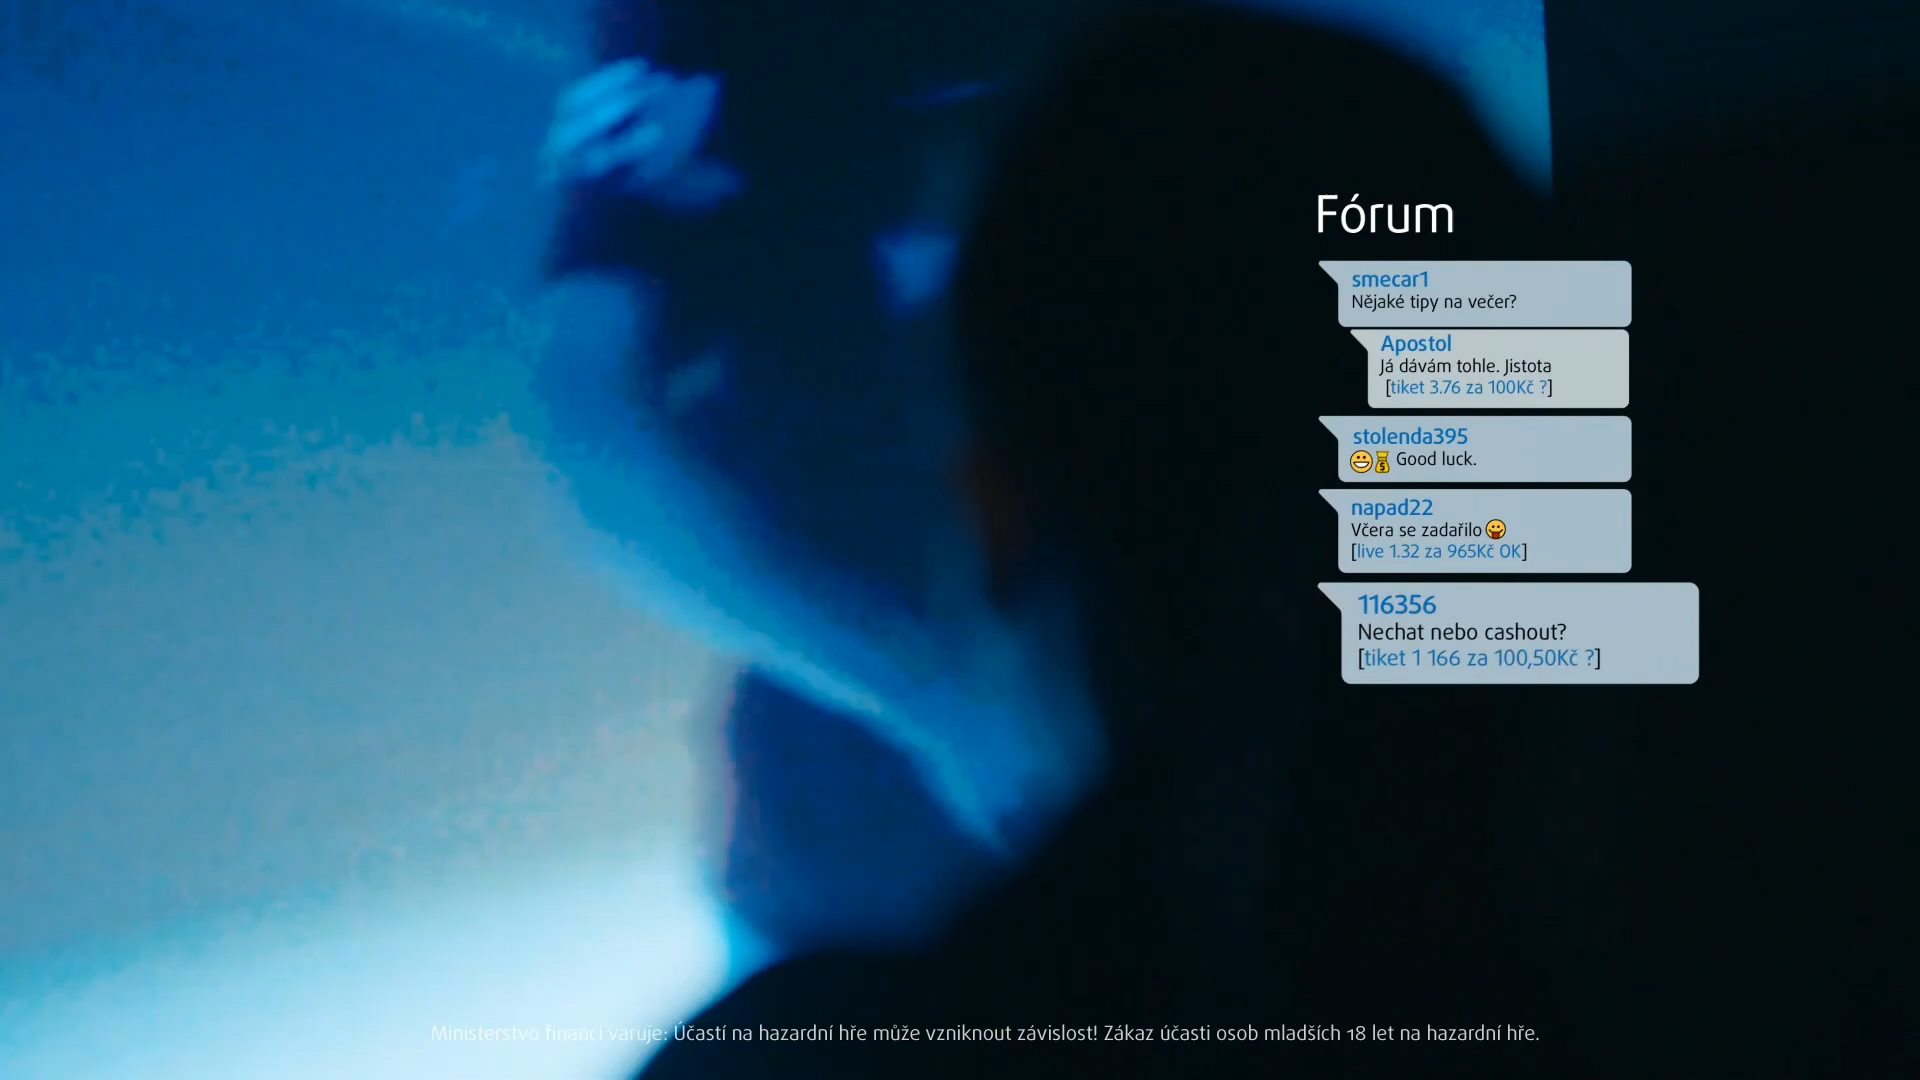 Fórum
smecar1
Nějaké tipy na večer?
Apostol
Já dávám tohle. Jistota
[tiket 3.76 za 100Kč ?]
stolenda395
😀💰 Good luck.
napad22
Včera se zadařilo😛
[live 1.32 za 965Kč OK]
116356
Nechat nebo cashout?
[tiket 1 166 za 100,50Kč ?]
Ministerstvo financí varuje: Účastí na hazardní hře může vzniknout závislost! Zákaz účasti osob mladších 18 let na hazardní hře.